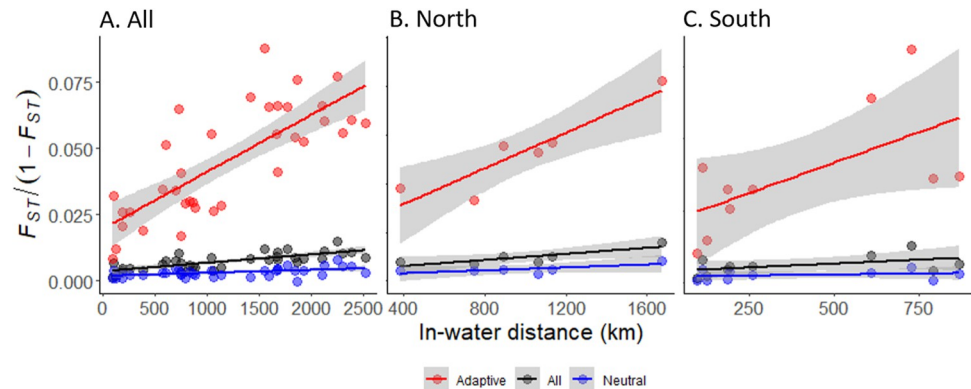 A. All
B. North
C. South
F_ST/(1 − F_ST)
0.075
0.050
0.025
0.000
0 500 1000 1500 2000 2500
400 800 1200 1600
250 500 750
In-water distance (km)
Adaptive All Neutral